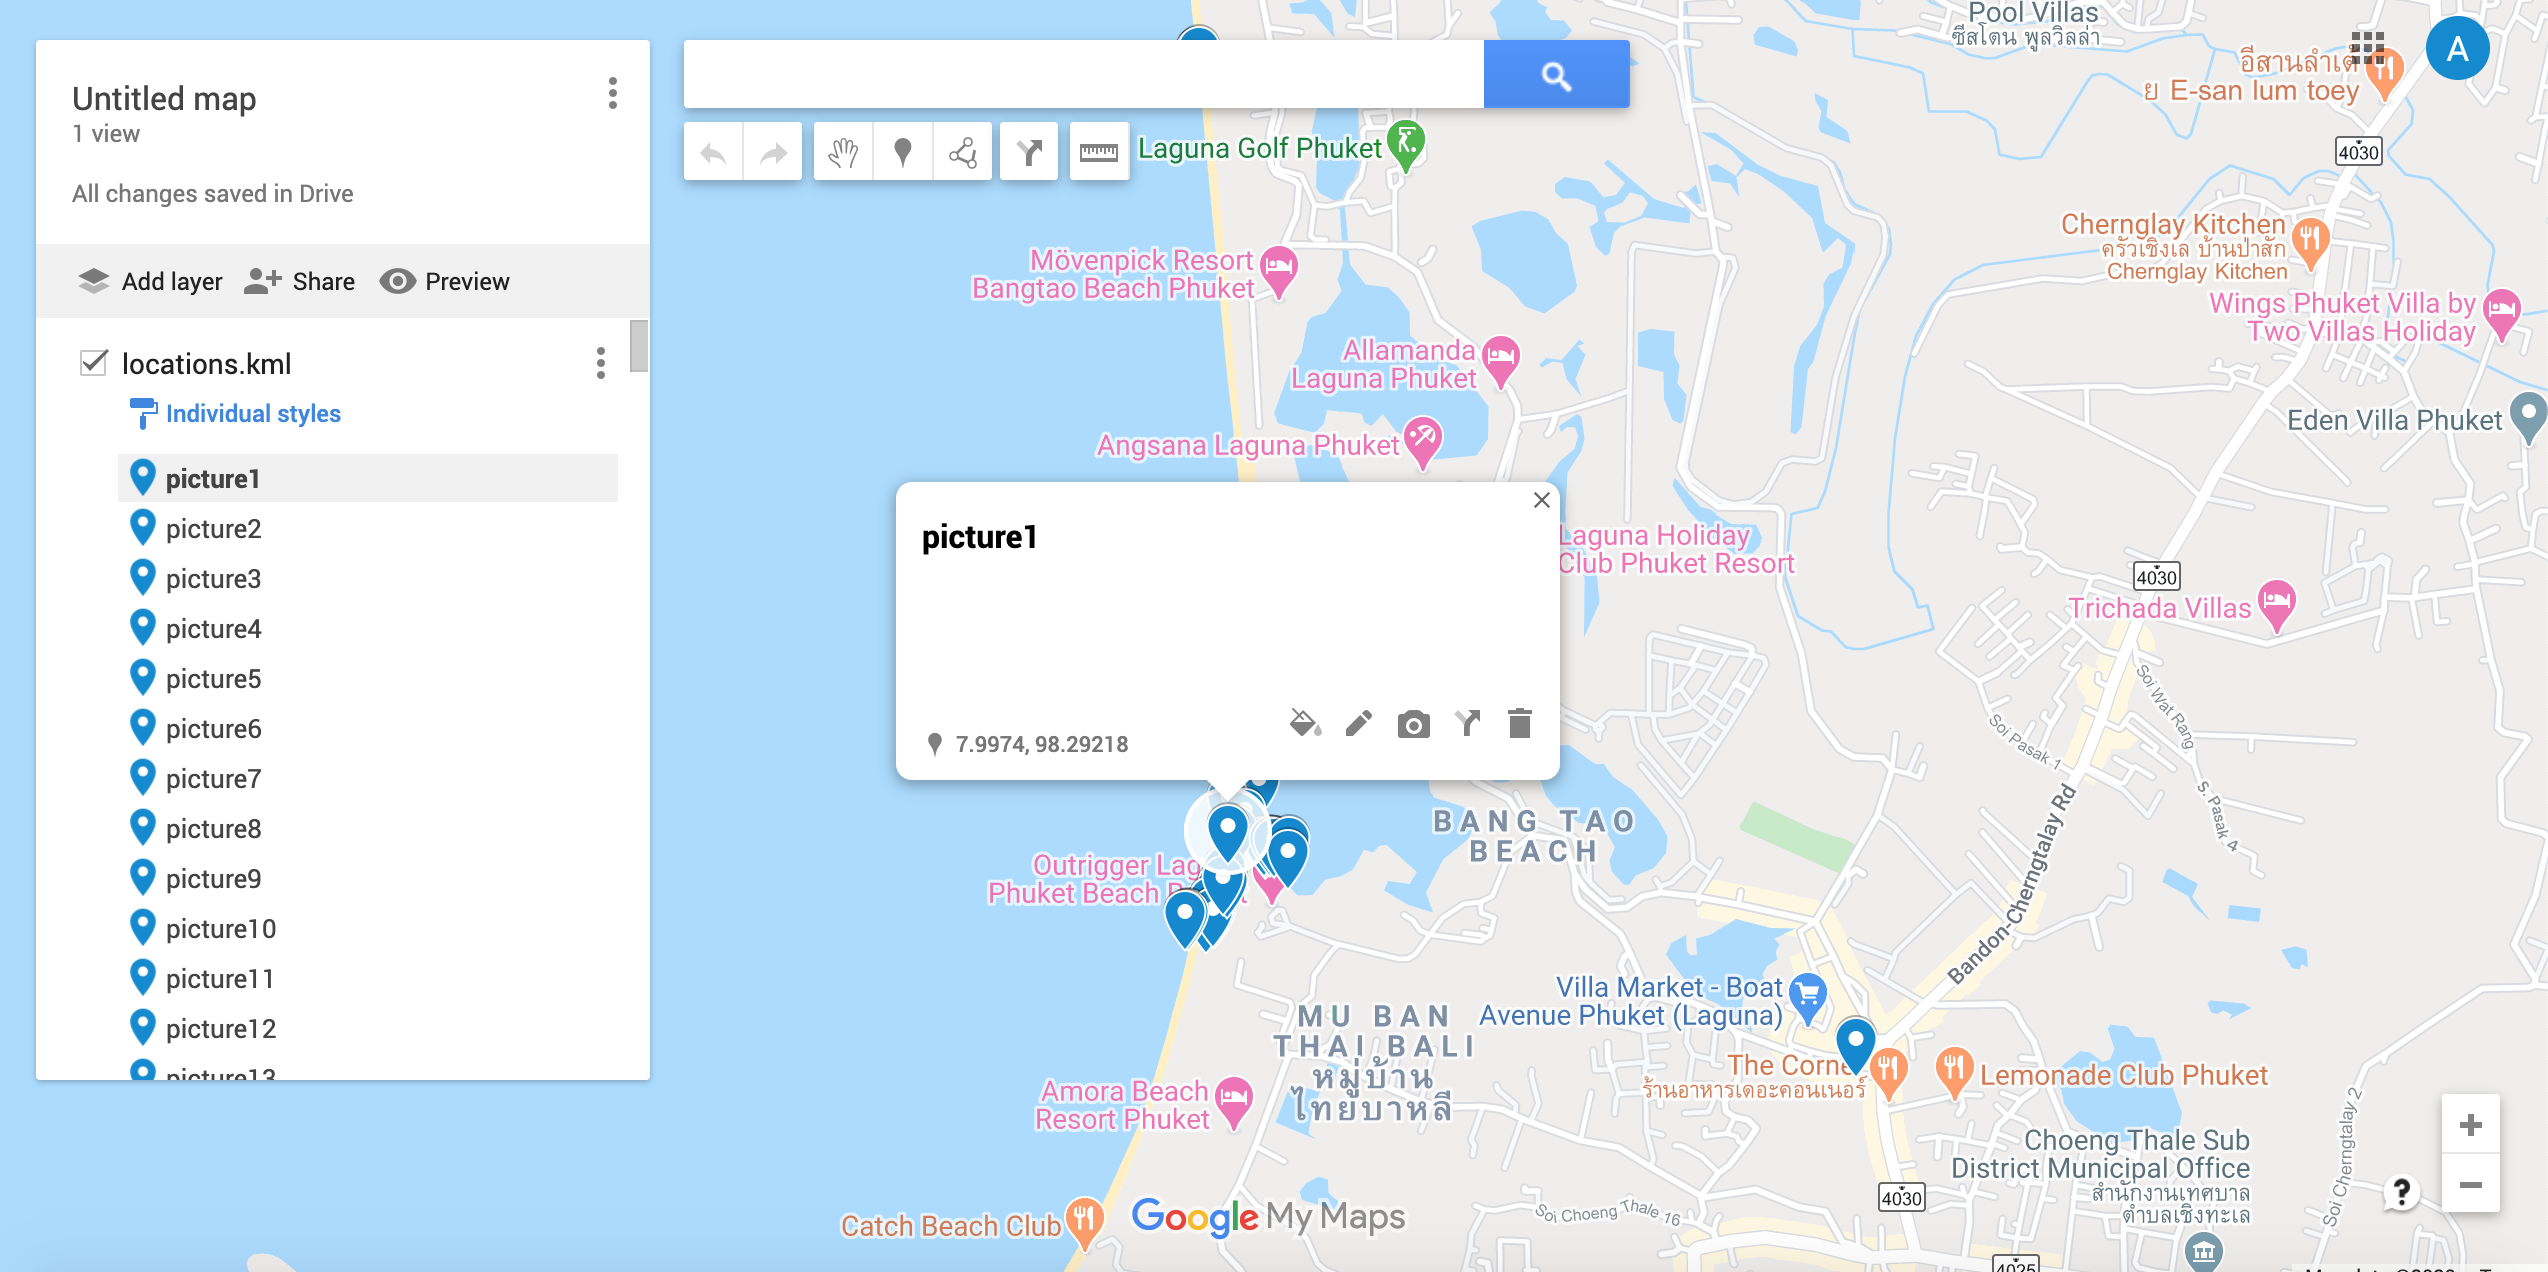 Untitled map
1 view
All changes saved in Drive
Add layer
Share
Preview
locations.kml
Individual styles
picture1
picture2
picture3
picture4
picture5
picture6
picture7
picture8
picture9
picture10
picture11
picture12
picture13
Pool Villas
ซีสโตน พูลวิลล่า
A
อีสานลำเต้
ย E-san lum toey
4030
Laguna Golf Phuket
Chernglay Kitchen
ครัวเชิงเล บ้านป่าสัก
Chernglay Kitchen
Mövenpick Resort
Bangtao Beach Phuket
Wings Phuket Villa by
Two Villas Holiday
Allamanda
Laguna Phuket
Eden Villa Phuket
Angsana Laguna Phuket
picture1
7.9974, 98.29218
Laguna Holiday
Club Phuket Resort
4030
Trichada Villas
Soi Wat Rang
Soi Pasak 1
S. Pasak 4
Bandon-Cherngtalay Rd
BANG TAO
BEACH
Outrigger Lag
Phuket Beach
Villa Market - Boat
Avenue Phuket (Laguna)
MU BAN
THAI BALI
หมู่บ้าน
ไทยบาหลี
The Corne
ร้านอาหารเดอะคอนเนอร์
Lemonade Club Phuket
Amora Beach
Resort Phuket
Choeng Thale Sub
District Municipal Office
สำนักงานเทศบาล
ตำบลเชิงทะเล
Soi Cherngtalay 2
4030
Soi Choeng Thale 16
Catch Beach Club
Google My Maps
4025
+
−
?